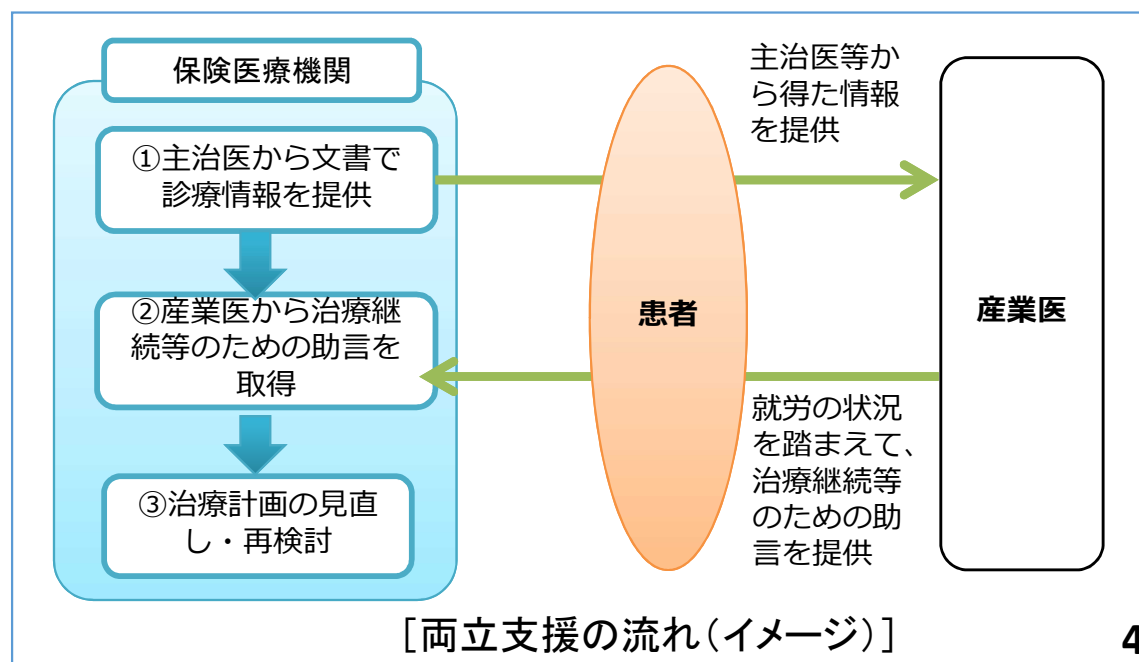 保険医療機関
①主治医から文書で
診療情報を提供
②産業医から治療継
続等のための助言を
取得
③治療計画の見直
し・再検討
患者
主治医等か
ら得た情報
を提供
就労の状況
を踏まえて、
治療継続等
のための助
言を提供
産業医
［両立支援の流れ（イメージ）］
4